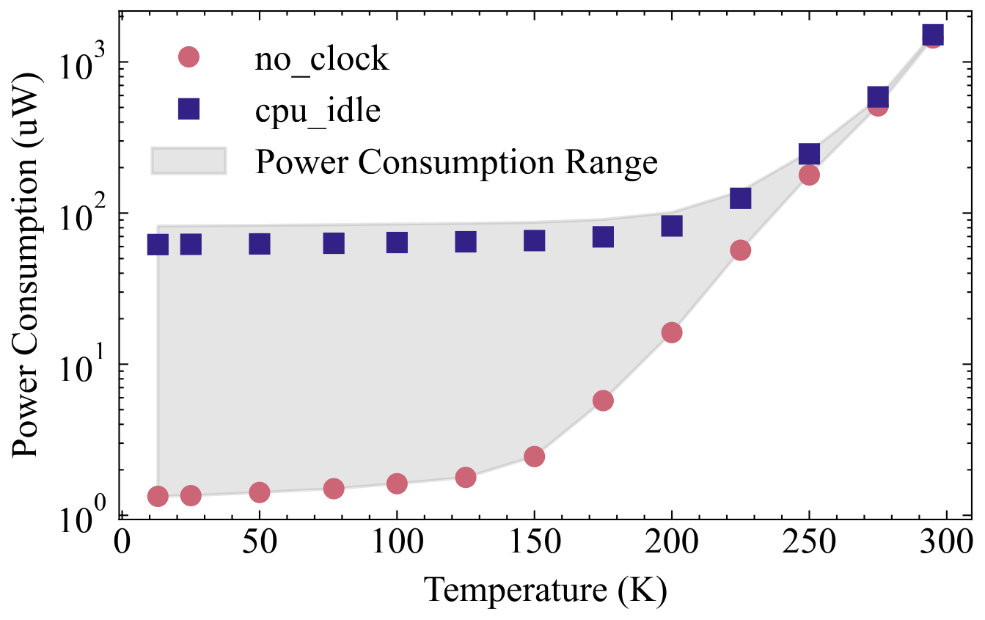 Power Consumption (uW)
10^3
10^2
10^1
10^0
no_clock
cpu_idle
Power Consumption Range
0 50 100 150 200 250 300
Temperature (K)